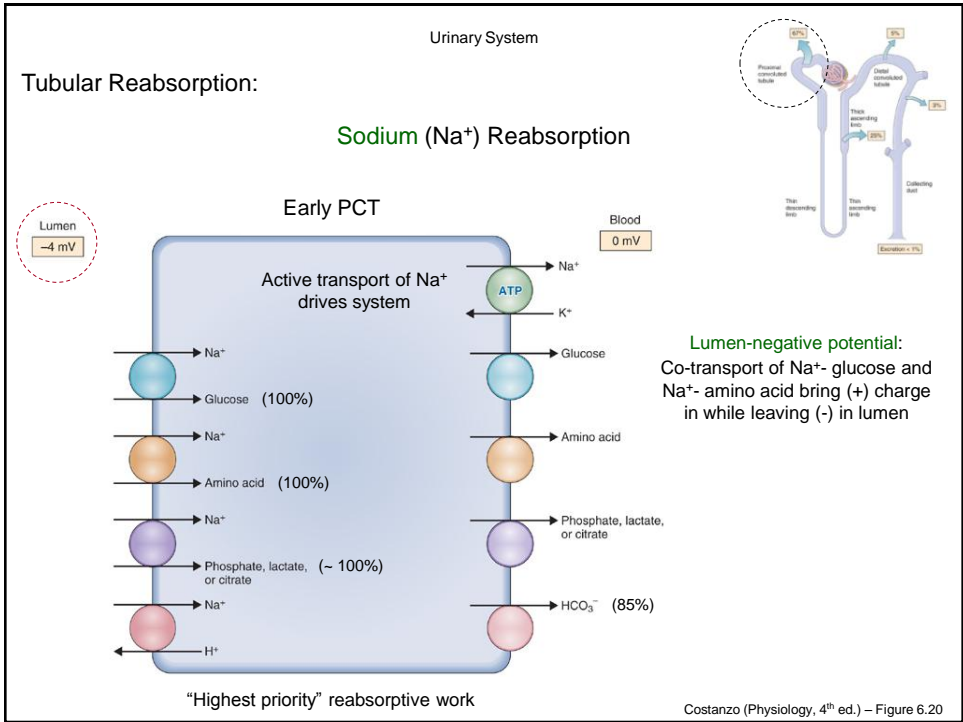 Urinary System
Tubular Reabsorption:
Sodium (Na⁺) Reabsorption
67%
Proximal
convoluted
tubule
5%
Distal
convoluted
tubule
3%
Thick
ascending
limb
25%
Collecting
duct
Thin
descending
limb
Thin
ascending
limb
Excretion < 1%
Early PCT
Lumen
–4 mV
Blood
0 mV
Active transport of Na⁺
drives system
ATP
Na⁺
K⁺
Na⁺
Glucose (100%)
Glucose
Na⁺
Amino acid (100%)
Amino acid
Na⁺
Phosphate, lactate, (~ 100%)
or citrate
Phosphate, lactate,
or citrate
Na⁺
H⁺
HCO₃⁻ (85%)
Lumen-negative potential:
Co-transport of Na⁺- glucose and
Na⁺- amino acid bring (+) charge
in while leaving (-) in lumen
“Highest priority” reabsorptive work
Costanzo (Physiology, 4th ed.) – Figure 6.20